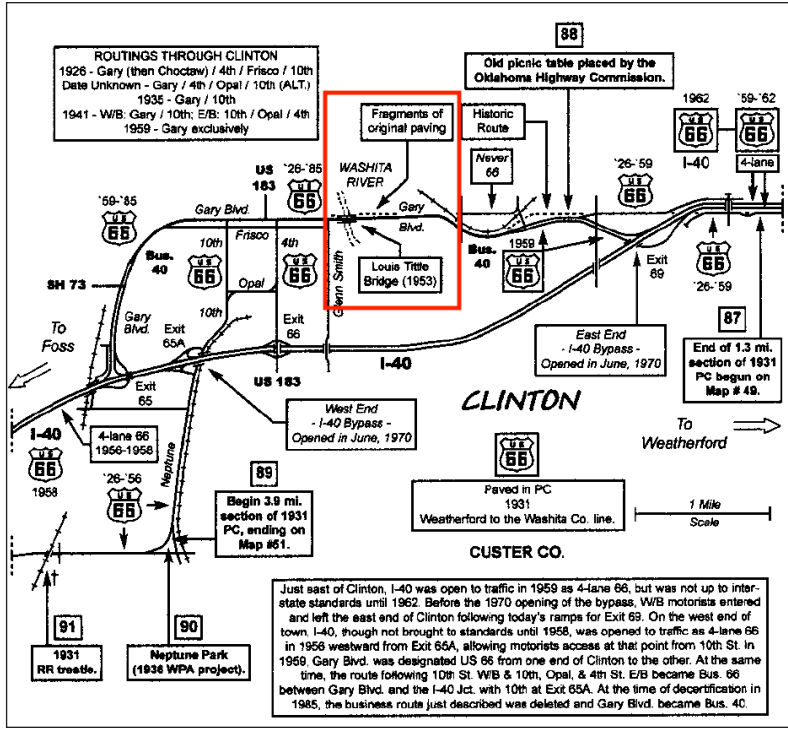 ROUTINGS THROUGH CLINTON
1926 - Gary (then Choctaw) / 4th / Frisco / 10th
Date Unknown - Gary / 4th / Opal / 10th (ALT.)
1935 - Gary / 10th
1941 - W/B: Gary / 10th; E/B: 10th / Opal / 4th
1959 - Gary exclusively
88
Old picnic table placed by the
Oklahoma Highway Commission.
Fragments of
original paving
Historic
Route
1962
U S
66
I-40
'59-'62
U S
66
4-lane
US
183
'26-'85
U S
66
WASHITA
RIVER
Never
66
'26-'59
U S
66
'59-'85
U S
66
Gary Blvd.
Gary
Blvd.
10th
Frisco
4th
Bus.
40
U S
66
U S
66
Bus.
40
1959
U S
66
Exit
69
U S
66
'26-'59
SH 73
Opal
Louis Tittle
Bridge (1953)
Glenn Smith
10th
Gary
Blvd.
Exit
65A
Exit
66
To
Foss
I-40
East End
- I-40 Bypass -
Opened in June, 1970
87
End of 1.3 mi.
section of 1931
PC begun on
Map # 49.
Exit
65
US 183
CLINTON
West End
- I-40 Bypass -
Opened in June, 1970
To
Weatherford
I-40
U S
66
1958
4-lane 66
1956-1958
Neptune
U S
66
Paved in PC
1931
Weatherford to the Washita Co. line.
1 Mile
Scale
'26-'56
U S
66
89
Begin 3.9 mi.
section of 1931
PC, ending on
Map #51.
CUSTER CO.
91
1931
RR trestle.
90
Neptune Park
(1936 WPA project).
Just east of Clinton, I-40 was open to traffic in 1959 as 4-lane 66, but was not up to inter-
state standards until 1962. Before the 1970 opening of the bypass, W/B motorists entered
and left the east end of Clinton following today's ramps for Exit 69. On the west end of
town, I-40, though not brought to standards until 1958, was opened to traffic as 4-lane 66
in 1956 westward from Exit 65A, allowing motorists access at that point from 10th St. In
1959, Gary Blvd. was designated US 66 from one end of Clinton to the other. At the same
time, the route following 10th St. W/B & 10th, Opal, & 4th St. E/B became Bus. 66
between Gary Blvd. and the I-40 Jct. with 10th at Exit 65A. At the time of decertification in
1985, the business route just described was deleted and Gary Blvd. became Bus. 40.